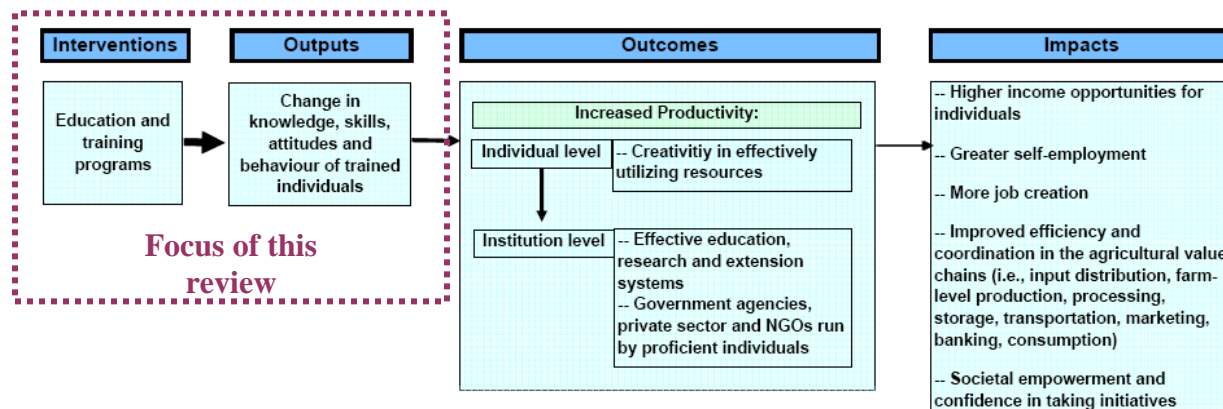 Interventions
Outputs
Outcomes
Impacts
Education and
training
programs
Change in
knowledge, skills,
attitudes and
behaviour of trained
individuals
Focus of this
review
Increased Productivity:
Individual level
-- Creativitiy in effectively
utilizing resources
Institution level
-- Effective education,
research and extension
systems
-- Government agencies,
private sector and NGOs run
by proficient individuals
-- Higher income opportunities for
individuals
-- Greater self-employment
-- More job creation
-- Improved efficiency and
coordination in the agricultural value
chains (i.e., input distribution, farm-
level production, processing,
storage, transportation, marketing,
banking, consumption)
-- Societal empowerment and
confidence in taking initiatives